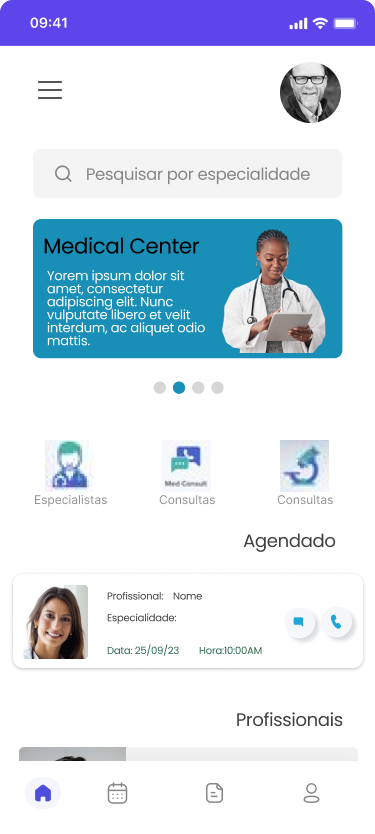 09:41
Pesquisar por especialidade
Medical Center
Yorem ipsum dolor sit
amet, consectetur
adipiscing elit. Nunc
vulputate libero et velit
interdum, ac aliquet odio
mattis.
Med Consult
Especialistas
Consultas
Consultas
Agendado
Profissional: Nome
Especialidade:
Data: 25/09/23 Hora:10:00AM
Profissionais